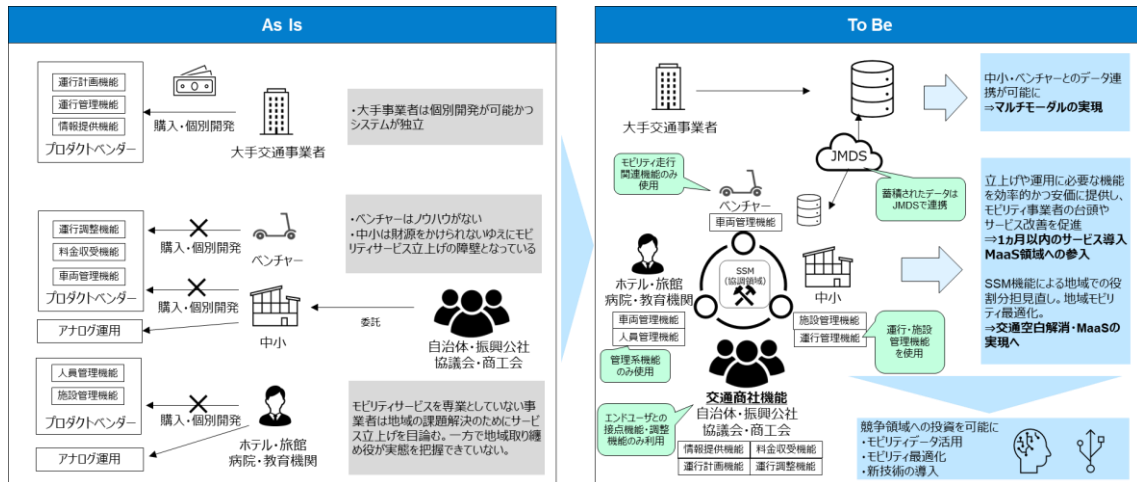 As Is
運行計画機能
運行管理機能
情報提供機能
プロダクトベンダー
購入・個別開発
大手交通事業者
・大手事業者は個別開発が可能かつ
システムが独立
運行調整機能
料金収受機能
車両管理機能
プロダクトベンダー
購入・個別開発
ベンチャー
購入・個別開発
アナログ運用
中小
委託
自治体・振興公社
協議会・商工会
・ベンチャーはノウハウがない
・中小は財源をかけられないゆえにモビ
リティサービス立上げの障壁となっている
人員管理機能
施設管理機能
プロダクトベンダー
購入・個別開発
アナログ運用
ホテル・旅館
病院・教育機関
モビリティサービスを専業としていない事
業者は地域の課題解決のためにサービ
ス立上げを目論む。一方で地域取り纏
め役が実態を把握できていない。
To Be
大手交通事業者
JMDS
蓄積されたデータは
JMDSで連携
モビリティ走行
関連機能のみ
使用
ベンチャー
車両管理機能
SSM
(協調領域)
ホテル・旅館
病院・教育機関
車両管理機能
人員管理機能
管理系機能
のみ使用
中小
施設管理機能
運行管理機能
運行・施設
管理機能
を使用
交通商社機能
自治体・振興公社
協議会・商工会
エンドユーザとの
接点機能・調整
機能のみ利用
情報提供機能
料金収受機能
運行計画機能
運行調整機能
中小・ベンチャーとのデータ連
携が可能に
⇒マルチモーダルの実現
立上げや運用に必要な機能
を効率的かつ安価に提供し、
モビリティ事業者の台頭や
サービス改善を促進
⇒1ヵ月以内のサービス導入
MaaS領域への参入
SSM機能による地域での役
割分担見直し。地域モビリ
ティ最適化。
⇒交通空白解消・MaaSの
実現へ
競争領域への投資を可能に
・モビリティデータ活用
・モビリティ最適化
・新技術の導入